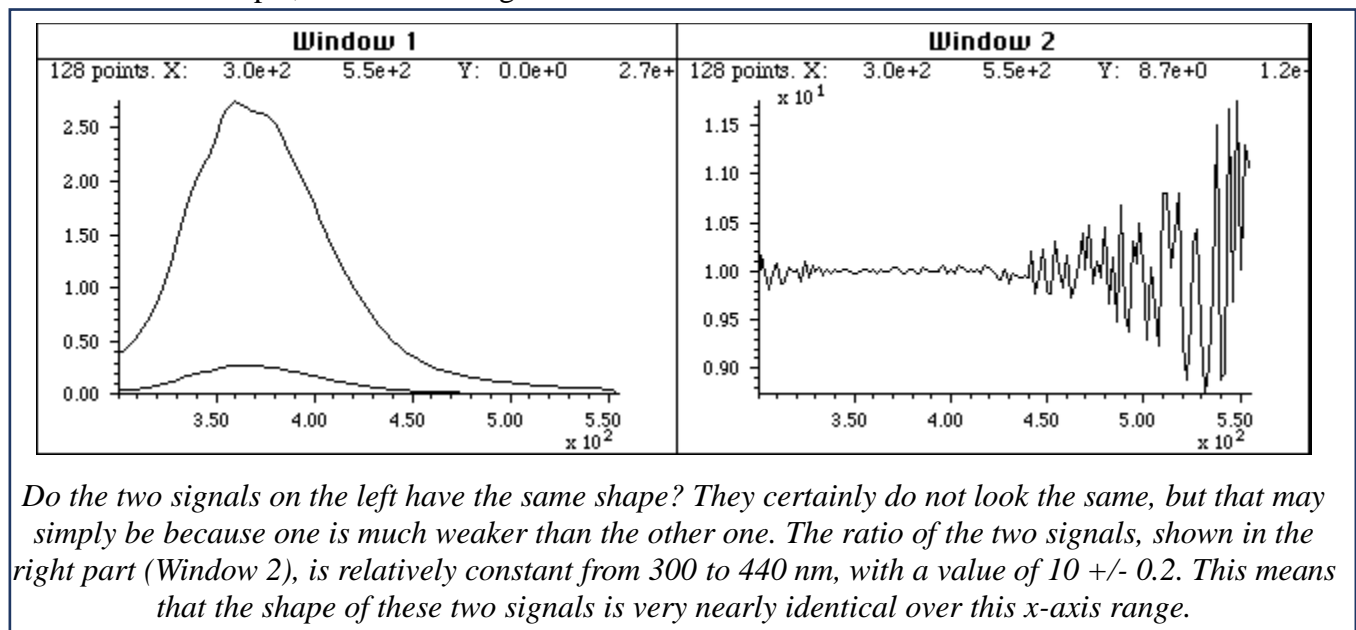 Window 1
Window 2
128 points. X: 3.0e+2 5.5e+2 Y: 0.0e+0 2.7e+
128 points. X: 3.0e+2 5.5e+2 Y: 8.7e+0 1.2e-
x 10^1
2.50
2.00
1.50
1.00
0.50
0.00
3.50 4.00 4.50 5.00 5.50
x 10^2
1.15
1.10
1.05
1.00
0.95
0.90
3.50 4.00 4.50 5.00 5.50
x 10^2
Do the two signals on the left have the same shape? They certainly do not look the same, but that may
simply be because one is much weaker than the other one. The ratio of the two signals, shown in the
right part (Window 2), is relatively constant from 300 to 440 nm, with a value of 10 +/- 0.2. This means
that the shape of these two signals is very nearly identical over this x-axis range.